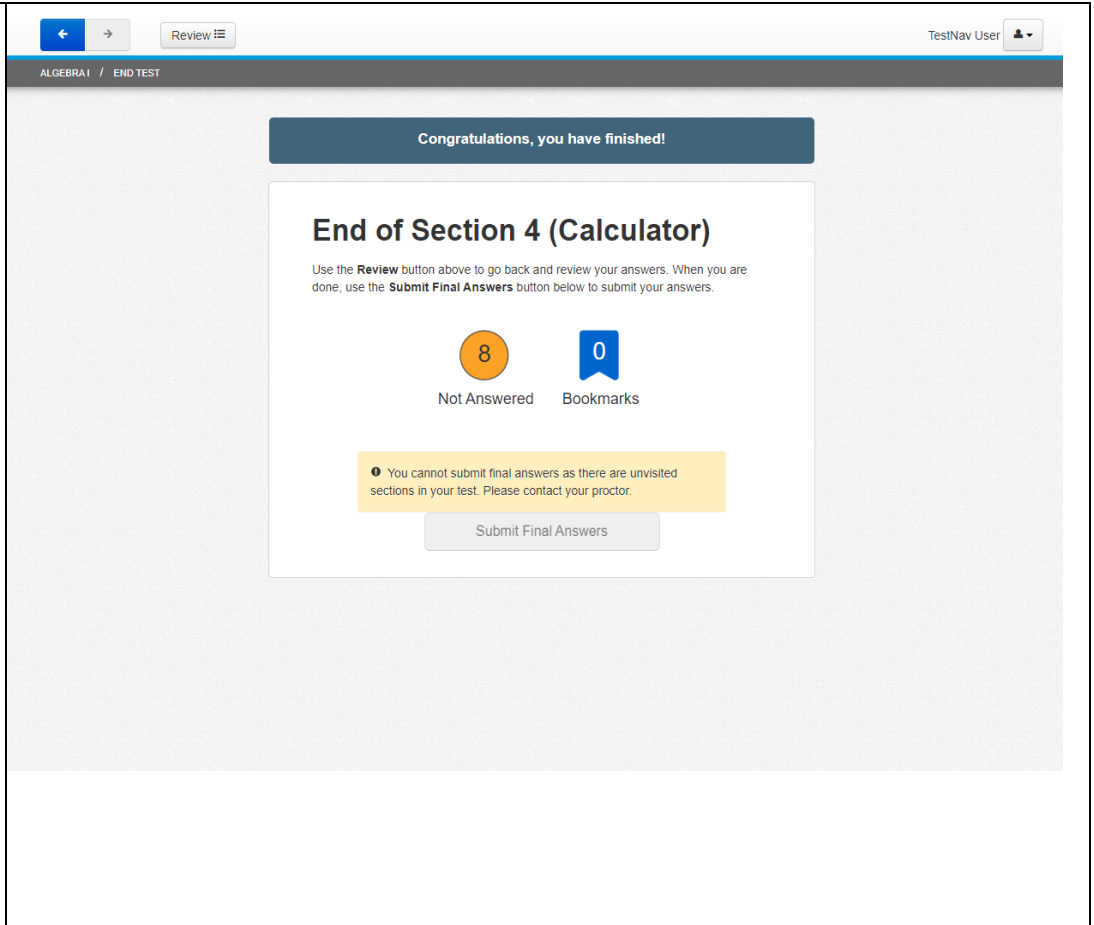 Review
TestNav User
ALGEBRA I / END TEST
Congratulations, you have finished!
End of Section 4 (Calculator)
Use the Review button above to go back and review your answers. When you are
done, use the Submit Final Answers button below to submit your answers.
8
0
Not Answered
Bookmarks
You cannot submit final answers as there are unvisited
sections in your test. Please contact your proctor.
Submit Final Answers